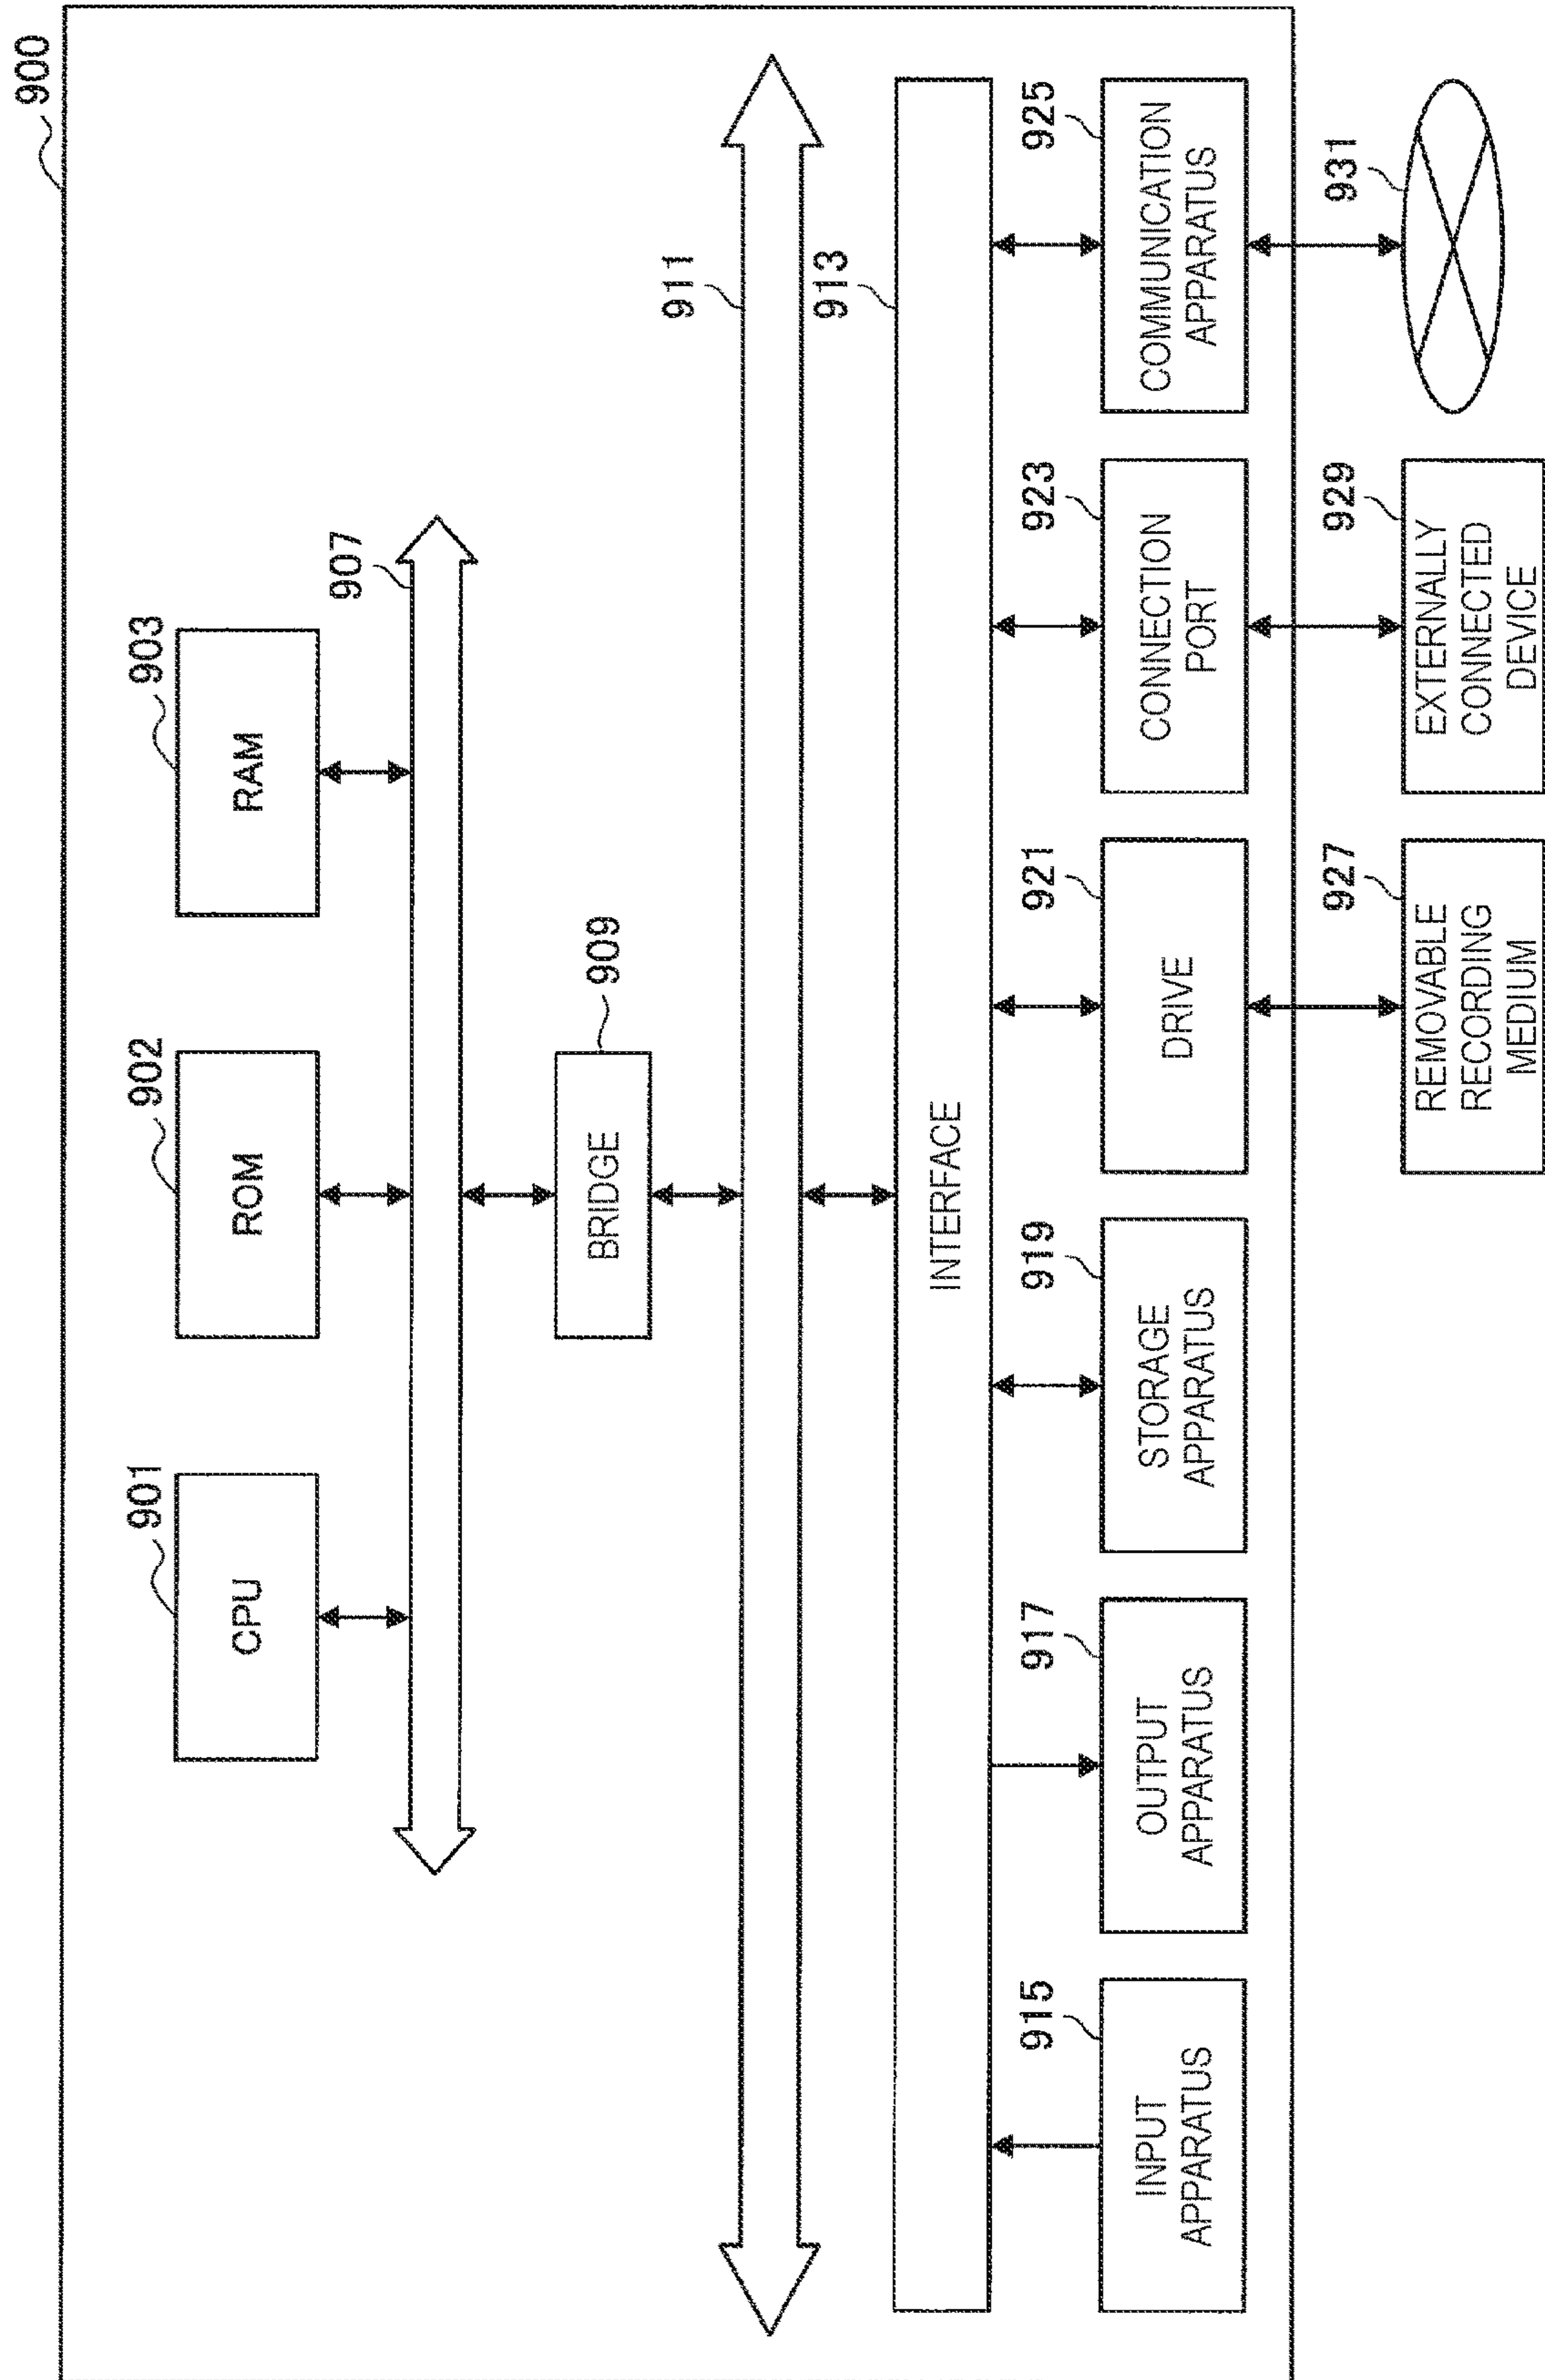 900
901
CPU
902
ROM
903
RAM
907
BRIDGE
909
911
913
INTERFACE
915
INPUT
APPARATUS
917
OUTPUT
APPARATUS
919
STORAGE
APPARATUS
921
DRIVE
923
CONNECTION
PORT
925
COMMUNICATION
APPARATUS
927
REMOVABLE
RECORDING
MEDIUM
929
EXTERNALLY
CONNECTED
DEVICE
931